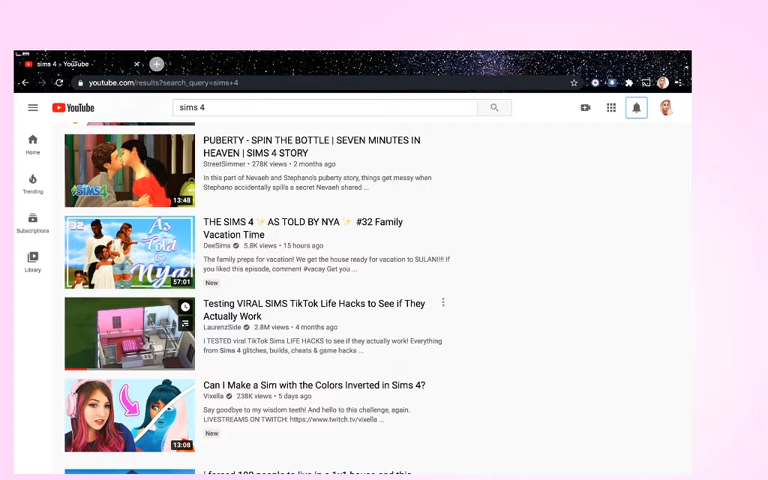 sims 4 - YouTube
youtube.com/results?search_query=sims+4
YouTube
sims 4
Home
Trending
Subscriptions
Library
PUBERTY - SPIN THE BOTTLE | SEVEN MINUTES IN
HEAVEN | SIMS 4 STORY
StreetSimmer • 278K views • 2 months ago
In this part of Nevaeh and Stephano's puberty story, things get messy when
Stephano accidentally spills a secret Nevaeh shared ...
SIMS4
13:48
THE SIMS 4 ✨ AS TOLD BY NYA ✨ #32 Family
Vacation Time
DeeSims 5.8K views • 15 hours ago
The family preps for vacation! We get the house ready for vacation to SULANI!!! If
you liked this episode, comment #vacay Get you ...
New
32
As
Told
by
Nya
57:01
Testing VIRAL SIMS TikTok Life Hacks to See if They
Actually Work
LaurenzSide 2.8M views • 4 months ago
I TESTED viral TikTok Sims LIFE HACKS to see if they actually work! Everything
from Sims 4 glitches, builds, cheats & game hacks ...
Can I Make a Sim with the Colors Inverted in Sims 4?
Vixella 238K views • 5 days ago
Say goodbye to my wisdom teeth! And hello to this challenge, again.
LIVESTREAMS ON TWITCH: https://www.twitch.tv/vixella ...
New
13:08